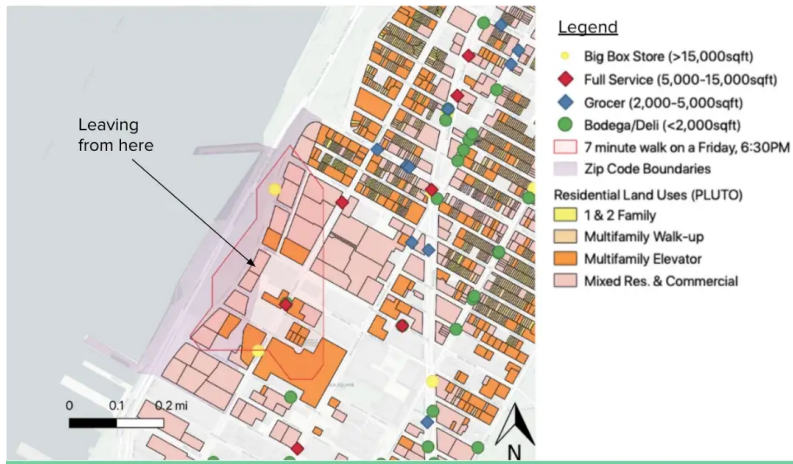 Leaving
from here
0 0.1 0.2 mi
N
Legend
Big Box Store (>15,000sqft)
Full Service (5,000-15,000sqft)
Grocer (2,000-5,000sqft)
Bodega/Deli (<2,000sqft)
7 minute walk on a Friday, 6:30PM
Zip Code Boundaries
Residential Land Uses (PLUTO)
1 & 2 Family
Multifamily Walk-up
Multifamily Elevator
Mixed Res. & Commercial